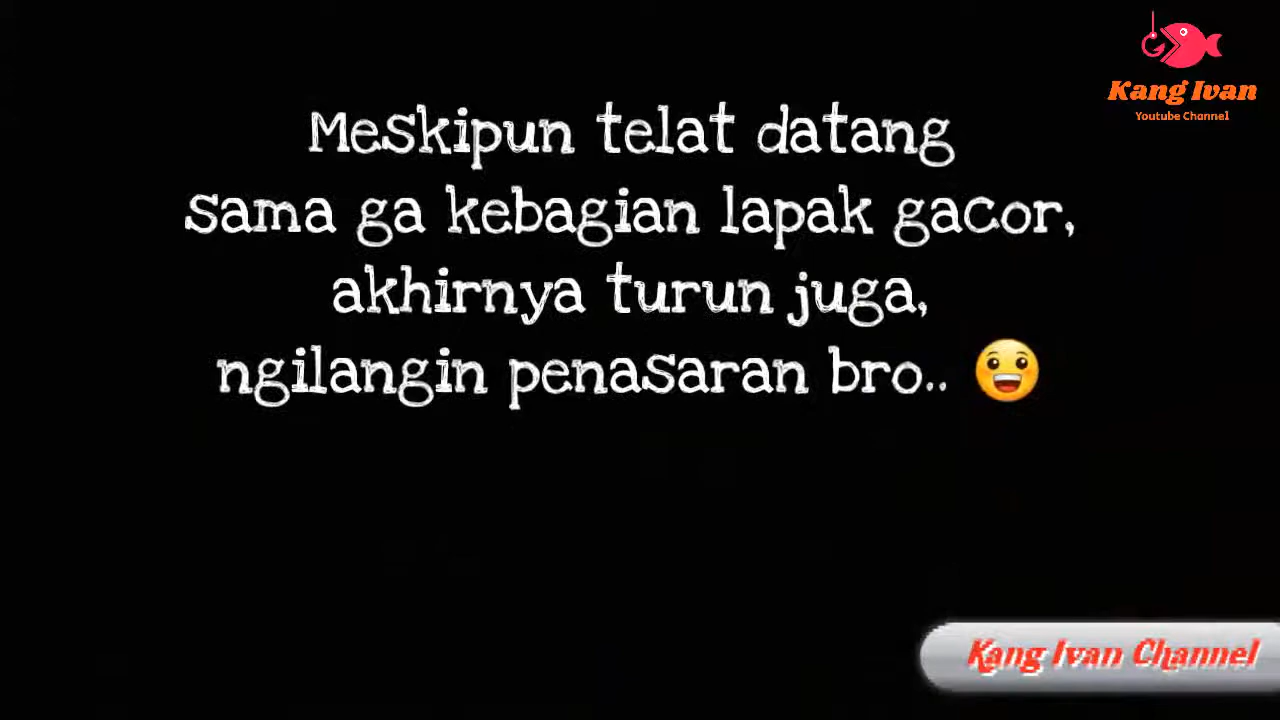 Kang Ivan
Youtube Channel
Meskipun telat datang
sama ga kebagian lapak gacor,
akhirnya turun juga,
ngilangin penasaran bro.. 😀
Kang Ivan Channel